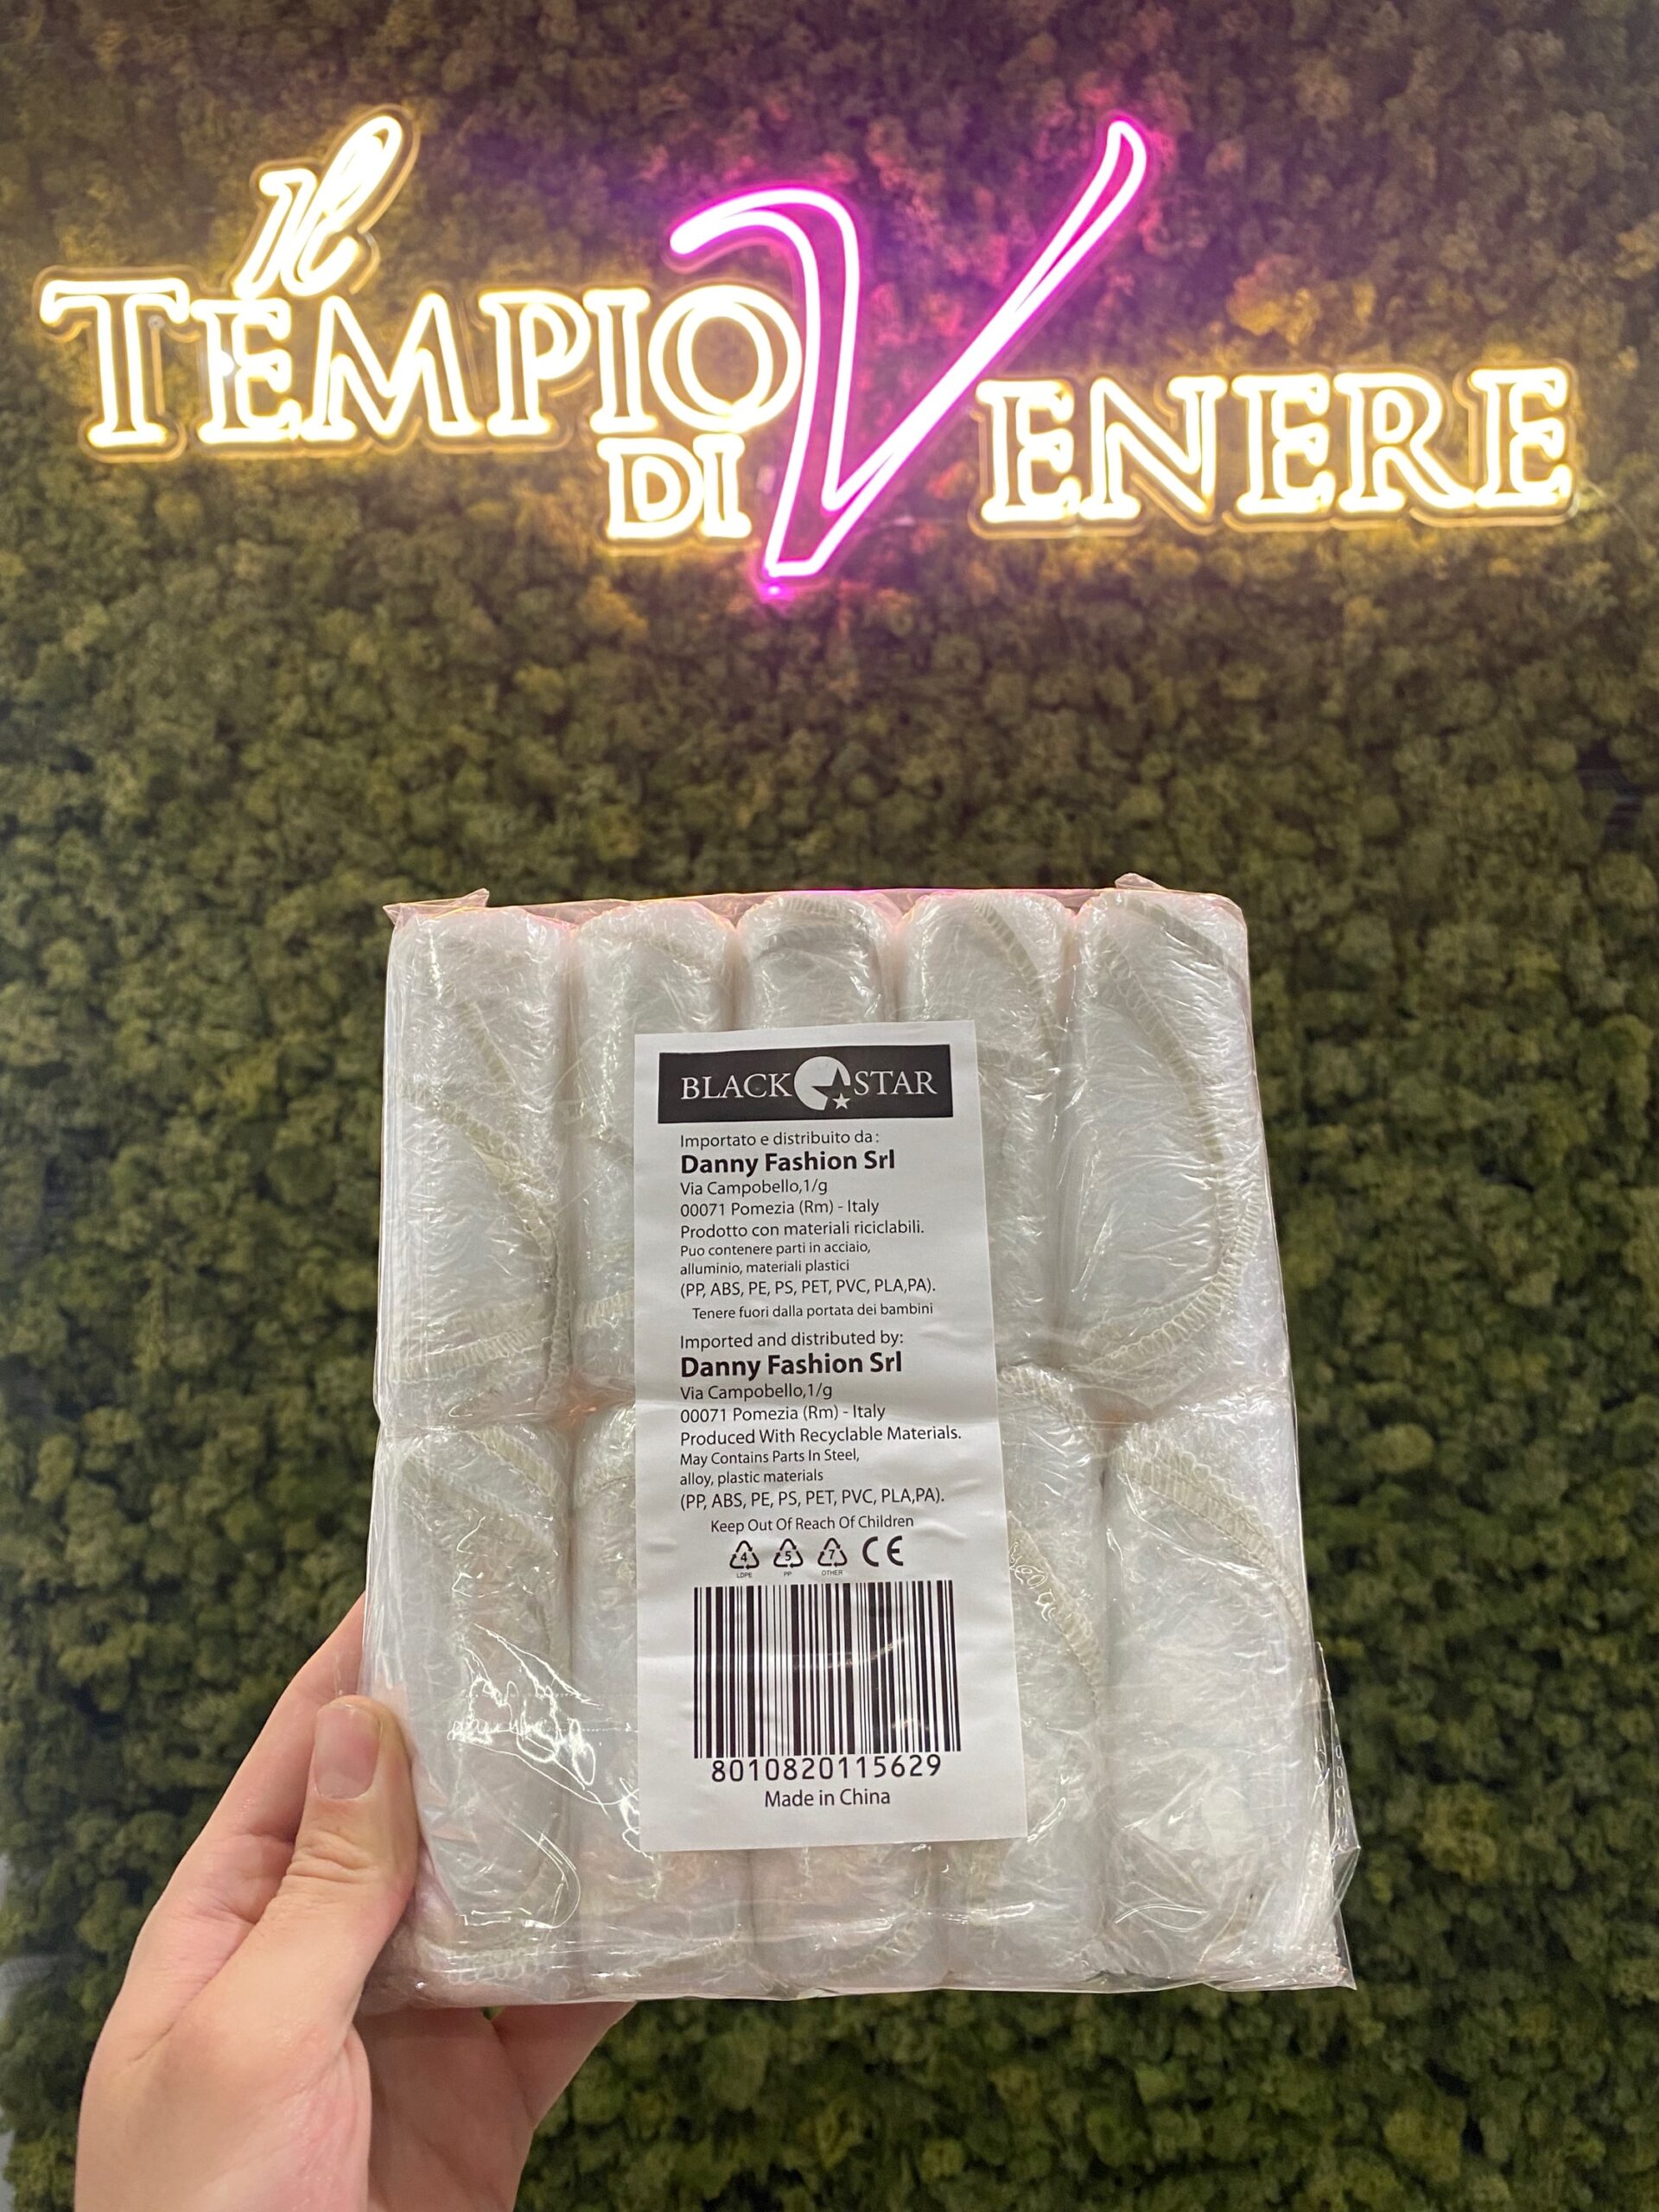 Il
TEMPIO
DI
VENERE
BLACK STAR
Importato e distribuito da:
Danny Fashion Srl
Via Campobello,1/g
00071 Pomezia (Rm) - Italy
Prodotto con materiali riciclabili.
Puo contenere parti in acciaio,
alluminio, materiali plastici
(PP, ABS, PE, PS, PET, PVC, PLA,PA).
Tenere fuori dalla portata dei bambini
Imported and distributed by:
Danny Fashion Srl
Via Campobello,1/g
00071 Pomezia (Rm) - Italy
Produced With Recyclable Materials.
May Contains Parts In Steel,
alloy, plastic materials
(PP, ABS, PE, PS, PET, PVC, PLA,PA).
Keep Out Of Reach Of Children
4 5 7 CE
LDPE PP OTHER
8010820115629
Made in China